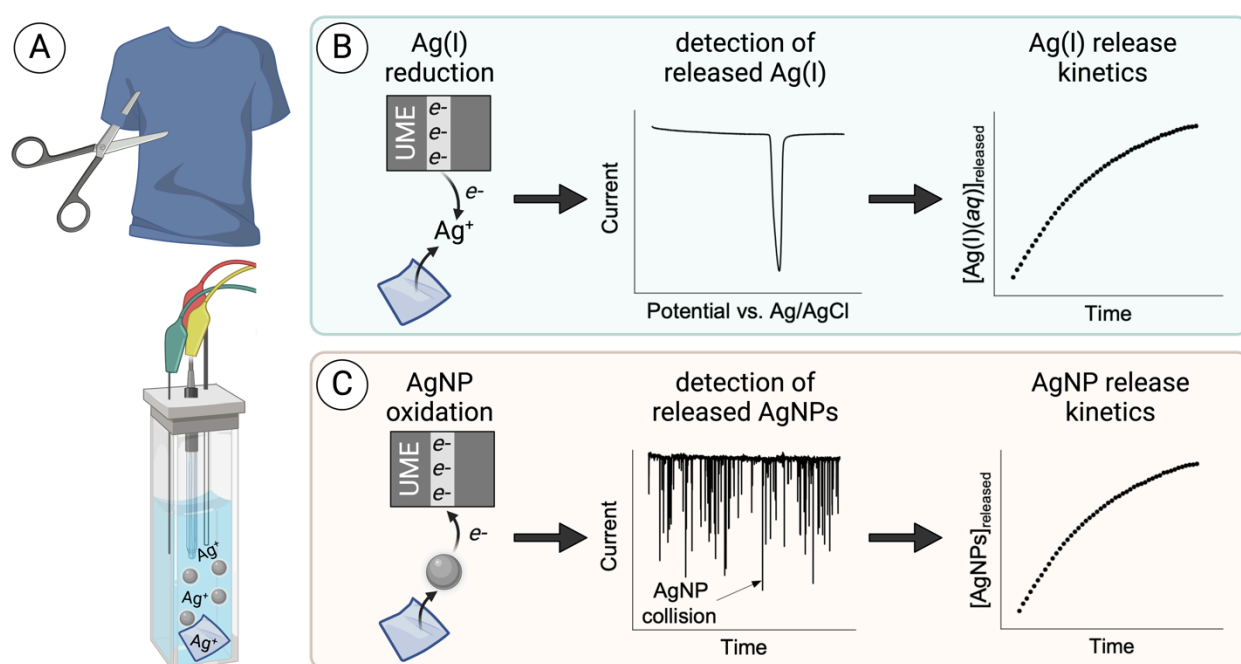 A
Ag⁺
Ag⁺
Ag⁺
B
Ag(I)
reduction
UME
e-
e-
e-
e-
Ag⁺
detection of
released Ag(I)
Current
Potential vs. Ag/AgCl
Ag(I) release
kinetics
[Ag(I)(aq)]released
Time
C
AgNP
oxidation
UME
e-
e-
e-
e-
detection of
released AgNPs
Current
AgNP
collision
Time
AgNP release
kinetics
[AgNPs]released
Time